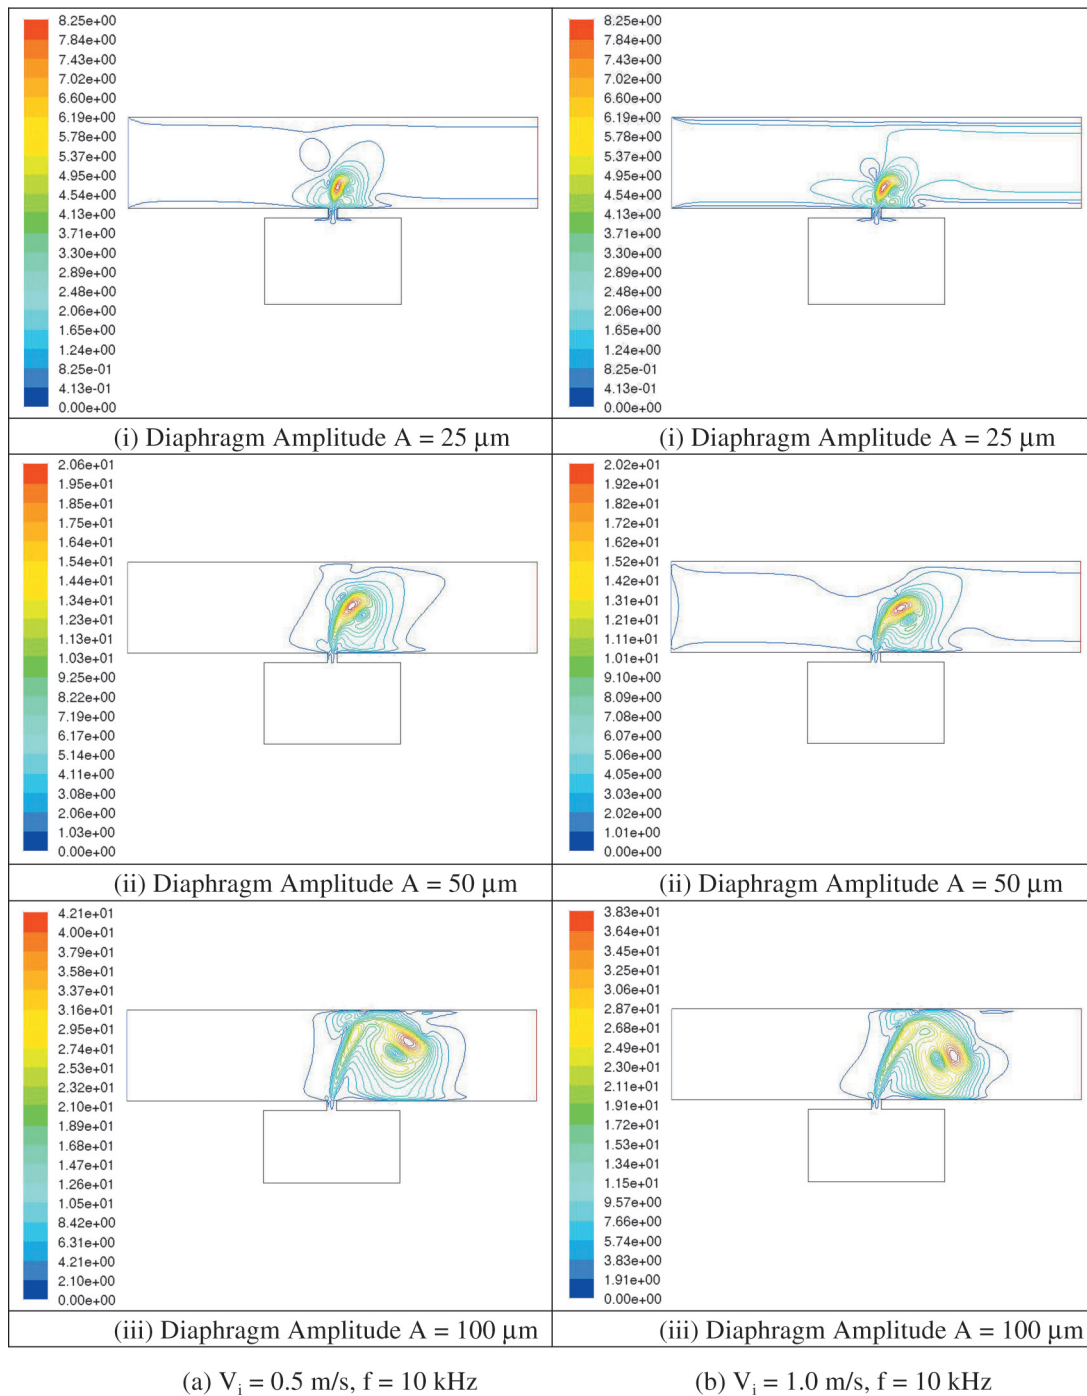 8.25e+00
7.84e+00
7.43e+00
7.02e+00
6.60e+00
6.19e+00
5.78e+00
5.37e+00
4.95e+00
4.54e+00
4.13e+00
3.71e+00
3.30e+00
2.89e+00
2.48e+00
2.06e+00
1.65e+00
1.24e+00
8.25e-01
4.13e-01
0.00e+00
(i) Diaphragm Amplitude A = 25 μm
8.25e+00
7.84e+00
7.43e+00
7.02e+00
6.60e+00
6.19e+00
5.78e+00
5.37e+00
4.95e+00
4.54e+00
4.13e+00
3.71e+00
3.30e+00
2.89e+00
2.48e+00
2.06e+00
1.65e+00
1.24e+00
8.25e-01
4.13e-01
0.00e+00
(i) Diaphragm Amplitude A = 25 μm
2.06e+01
1.95e+01
1.85e+01
1.75e+01
1.64e+01
1.54e+01
1.44e+01
1.34e+01
1.23e+01
1.13e+01
1.03e+01
9.25e+00
8.22e+00
7.19e+00
6.17e+00
5.14e+00
4.11e+00
3.08e+00
2.06e+00
1.03e+00
0.00e+00
(ii) Diaphragm Amplitude A = 50 μm
2.02e+01
1.92e+01
1.82e+01
1.72e+01
1.62e+01
1.52e+01
1.42e+01
1.31e+01
1.21e+01
1.11e+01
1.01e+01
9.10e+00
8.09e+00
7.08e+00
6.07e+00
5.06e+00
4.05e+00
3.03e+00
2.02e+00
1.01e+00
0.00e+00
(ii) Diaphragm Amplitude A = 50 μm
4.21e+01
4.00e+01
3.79e+01
3.58e+01
3.37e+01
3.16e+01
2.95e+01
2.74e+01
2.53e+01
2.32e+01
2.10e+01
1.89e+01
1.68e+01
1.47e+01
1.26e+01
1.05e+01
8.42e+00
6.31e+00
4.21e+00
2.10e+00
0.00e+00
(iii) Diaphragm Amplitude A = 100 μm
3.83e+01
3.64e+01
3.45e+01
3.25e+01
3.06e+01
2.87e+01
2.68e+01
2.49e+01
2.30e+01
2.11e+01
1.91e+01
1.72e+01
1.53e+01
1.34e+01
1.15e+01
9.57e+00
7.66e+00
5.74e+00
3.83e+00
1.91e+00
0.00e+00
(iii) Diaphragm Amplitude A = 100 μm
(a) V<sub>i</sub> = 0.5 m/s, f = 10 kHz
(b) V<sub>i</sub> = 1.0 m/s, f = 10 kHz